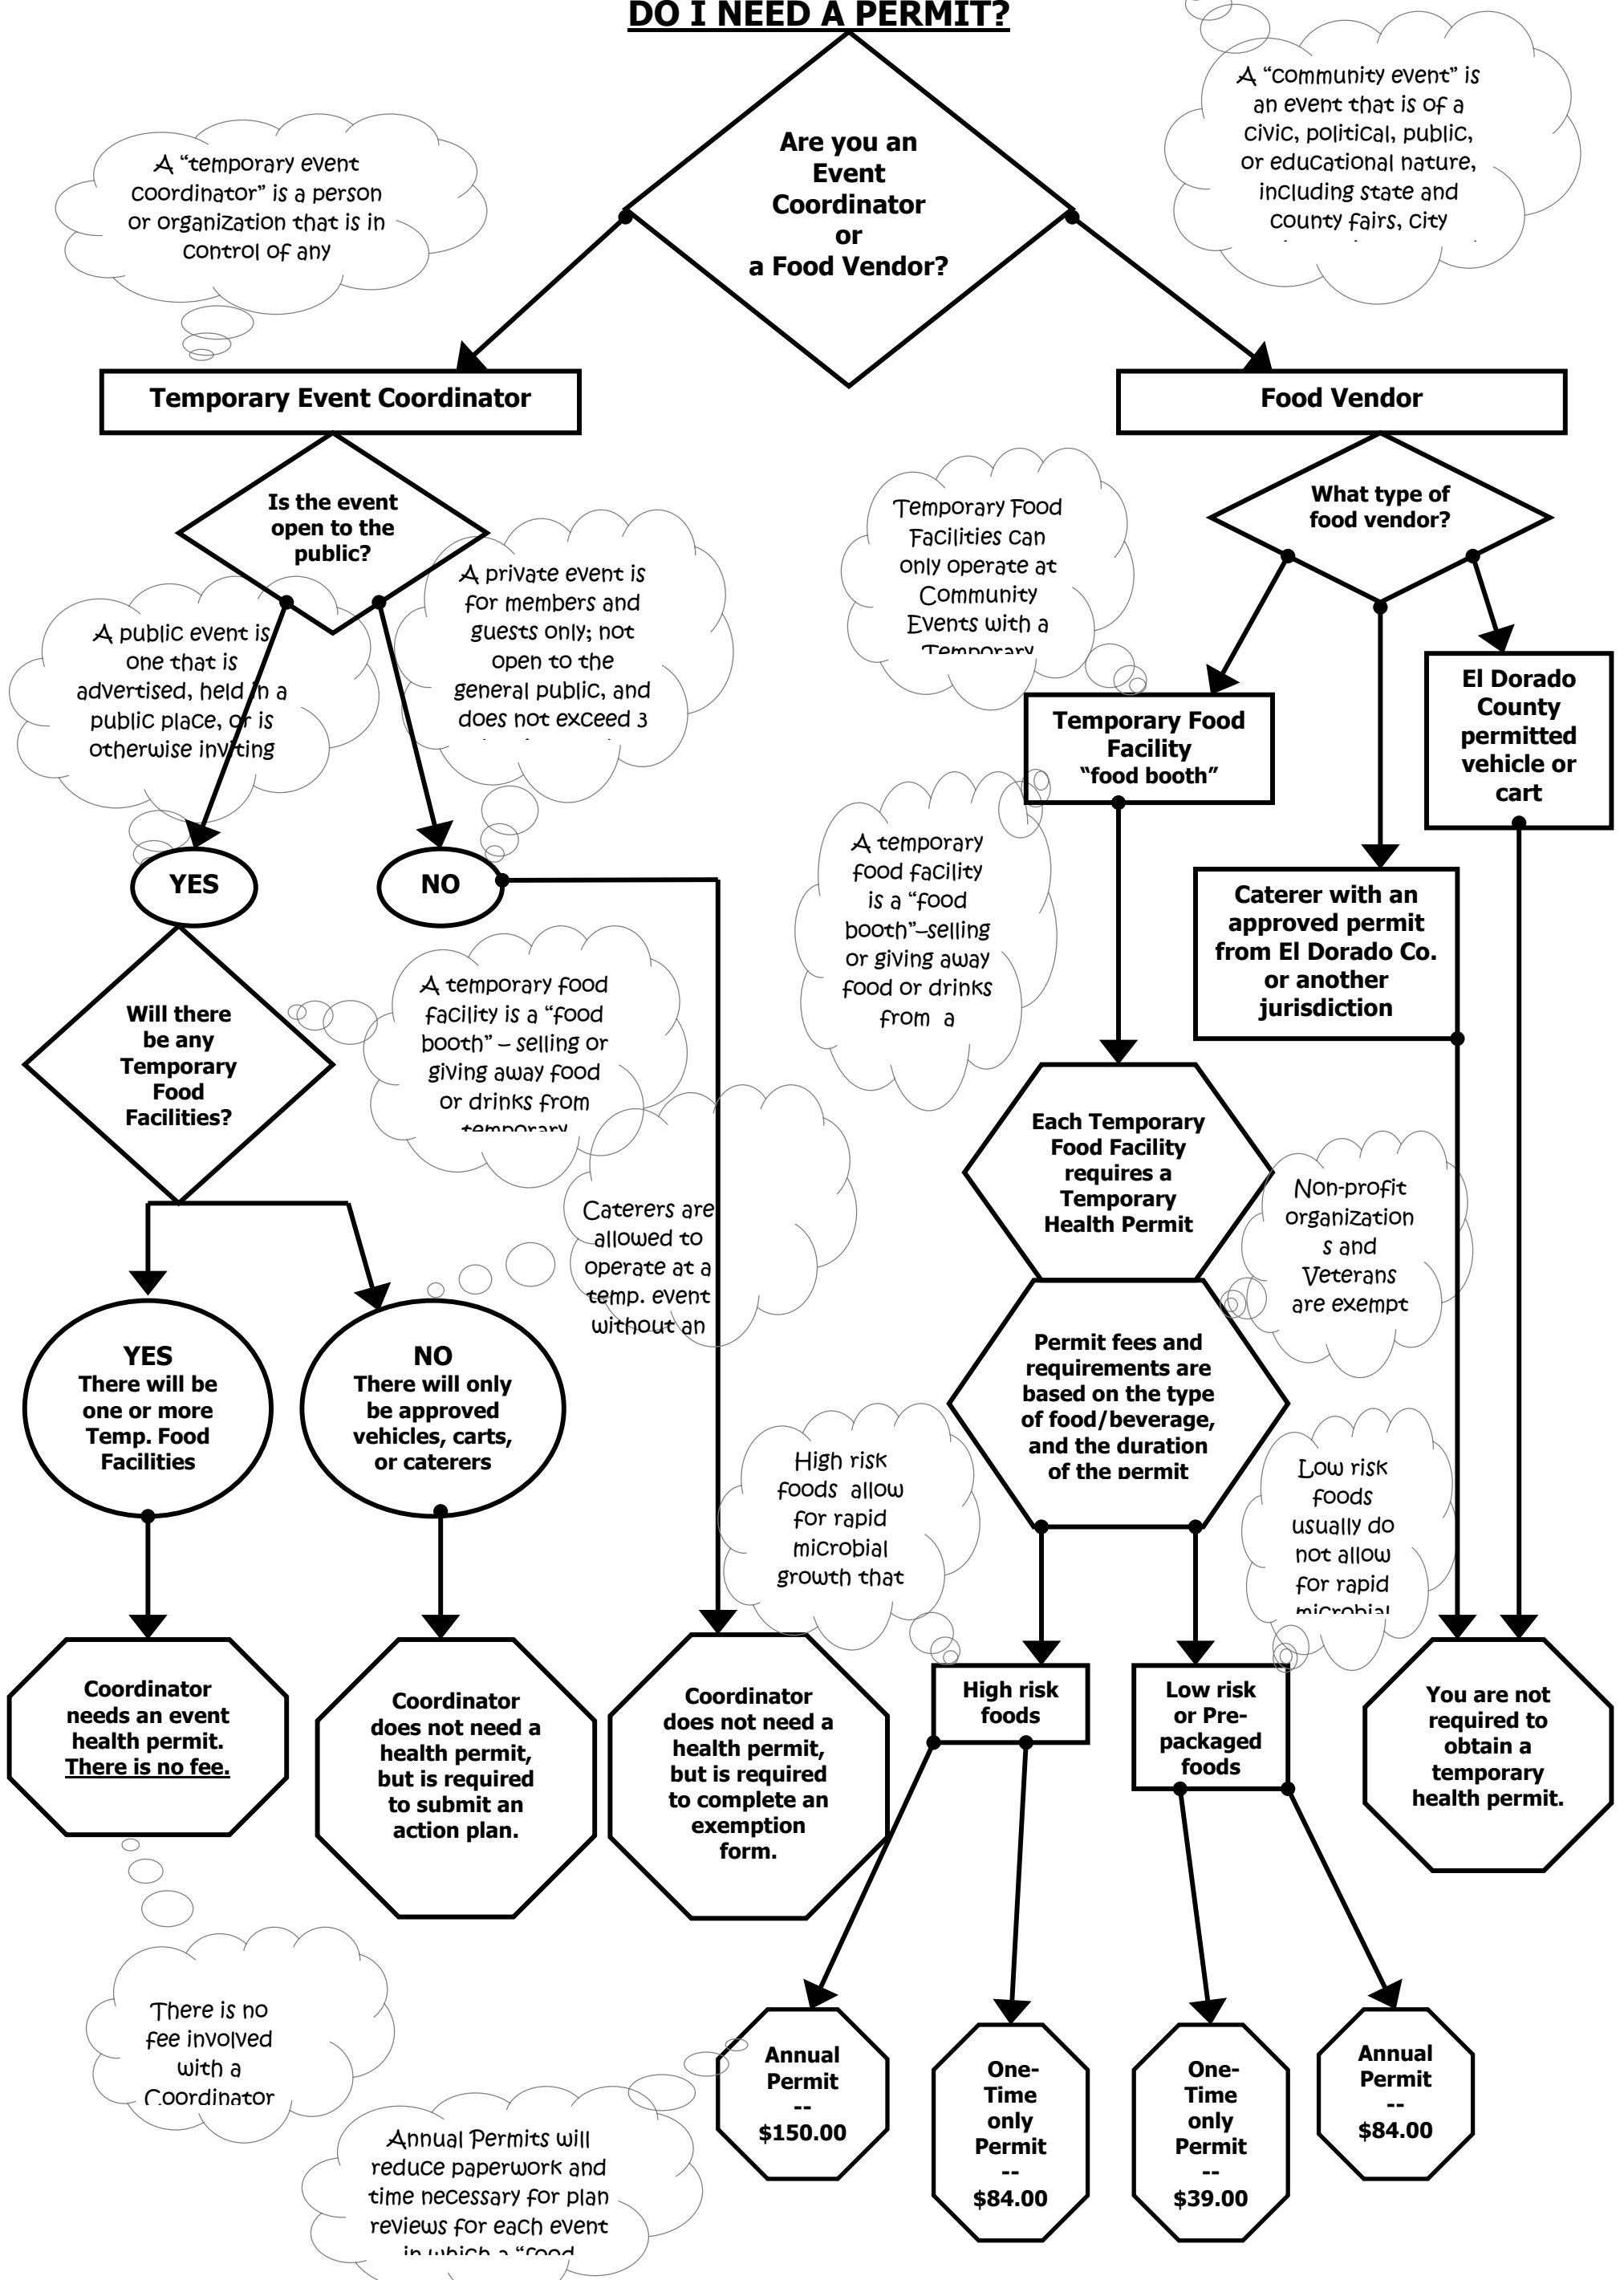 DO I NEED A PERMIT?
A “community event” is
an event that is of a
civic, political, public,
or educational nature,
including state and
county fairs, city
A “temporary event
coordinator” is a person
or organization that is in
control of any
Are you an
Event
Coordinator
or
a Food Vendor?
Temporary Event Coordinator
Food Vendor
Is the event
open to the
public?
What type of
food vendor?
Temporary Food
Facilities can
only operate at
Community
Events with a
Temporary
A private event is
for members and
guests only; not
open to the
general public, and
does not exceed 3
A public event is
one that is
advertised, held in a
public place, or is
otherwise inviting
Temporary Food
Facility
“food booth”
El Dorado
County
permitted
vehicle or
cart
A temporary
food facility
is a “food
booth”–selling
or giving away
food or drinks
from a
YES
NO
Caterer with an
approved permit
from El Dorado Co.
or another
jurisdiction
Will there
be any
Temporary
Food
Facilities?
A temporary food
facility is a “food
booth” – selling or
giving away food
or drinks from
temporary
Each Temporary
Food Facility
requires a
Temporary
Health Permit
Caterers are
allowed to
operate at a
temp. event
without an
Non-profit
organization
s and
Veterans
are exempt
YES
There will be
one or more
Temp. Food
Facilities
NO
There will only
be approved
vehicles, carts,
or caterers
Permit fees and
requirements are
based on the type
of food/beverage,
and the duration
of the permit
High risk
foods allow
for rapid
microbial
growth that
Low risk
foods
usually do
not allow
for rapid
microbial
Coordinator
needs an event
health permit.
There is no fee.
Coordinator
does not need a
health permit,
but is required
to submit an
action plan.
Coordinator
does not need a
health permit,
but is required
to complete an
exemption
form.
High risk
foods
Low risk
or Pre-
packaged
foods
You are not
required to
obtain a
temporary
health permit.
There is no
fee involved
with a
Coordinator
Annual Permits will
reduce paperwork and
time necessary for plan
reviews for each event
in which a “food
Annual
Permit
--
$150.00
One-
Time
only
Permit
--
$84.00
One-
Time
only
Permit
--
$39.00
Annual
Permit
--
$84.00